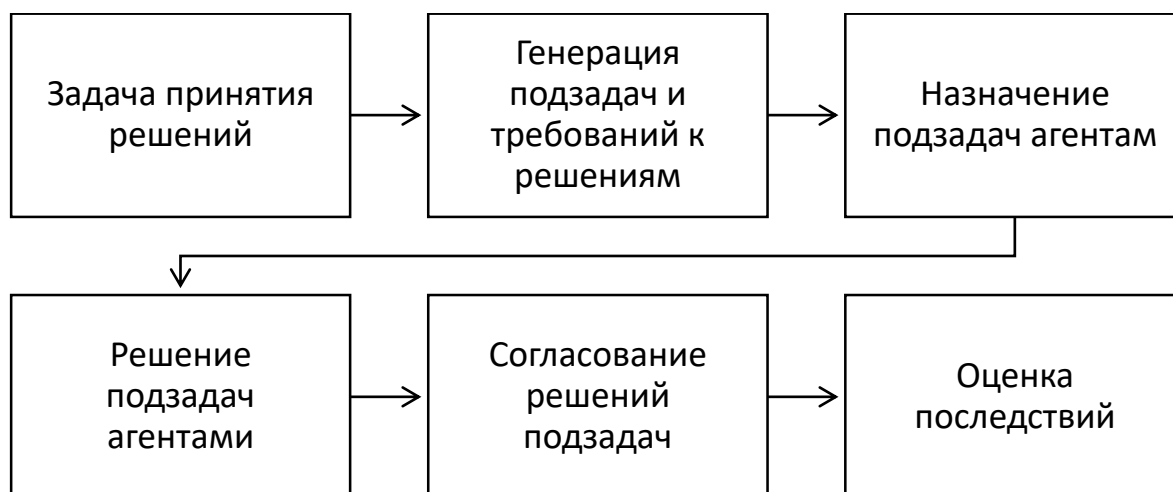 Задача принятия
решений
Генерация
подзадач и
требований к
решениям
Назначение
подзадач агентам
Решение
подзадач
агентами
Согласование
решений
подзадач
Оценка
последствий